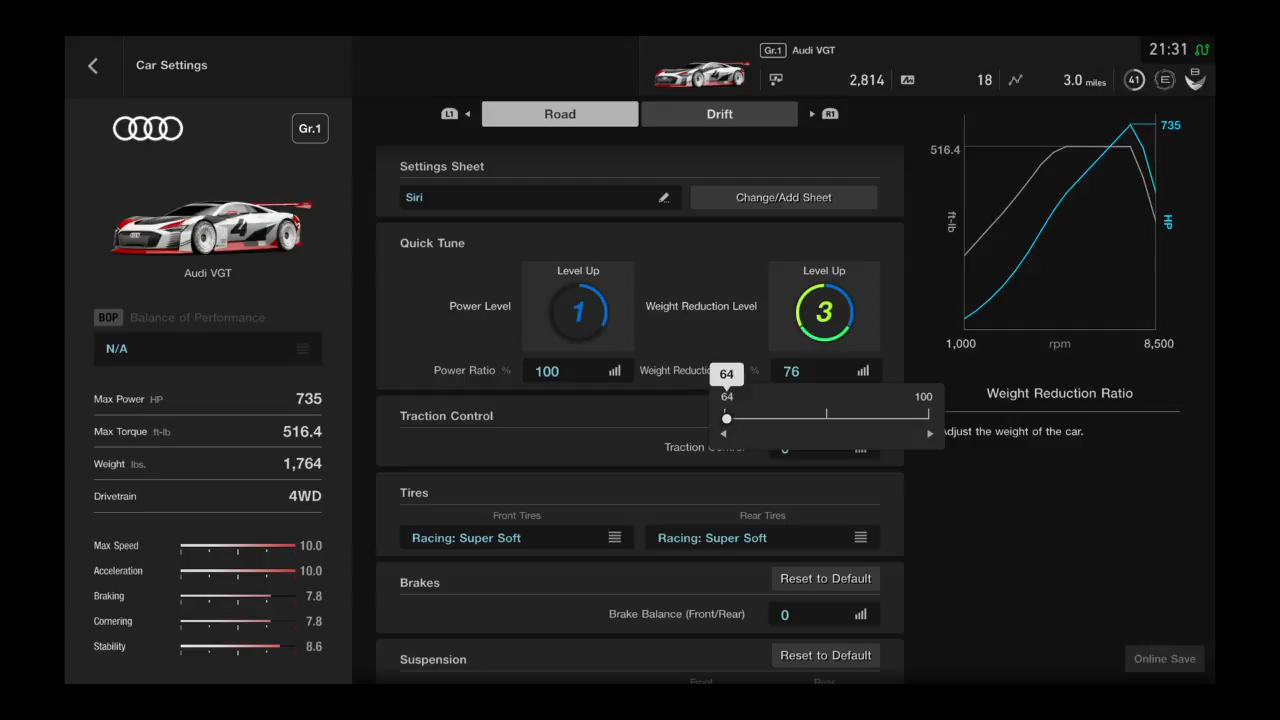 Car Settings
Gr.1 Audi VGT
21:31
2,814 18 3.0 miles 41 E B
L1 Road Drift R1
Gr.1
Audi VGT
BOP Balance of Performance
N/A
Max Power HP 735
Max Torque ft-lb 516.4
Weight lbs. 1,764
Drivetrain 4WD
Max Speed 10.0
Acceleration 10.0
Braking 7.8
Cornering 7.8
Stability 8.6
Settings Sheet
Siri Change/Add Sheet
Quick Tune
Level Up Level Up
Power Level 1 Weight Reduction Level 3
Power Ratio % 100 Weight Reduc % 76
64
64 100
Traction Control
Traction
Tires
Front Tires Rear Tires
Racing: Super Soft Racing: Super Soft
Brakes Reset to Default
Brake Balance (Front/Rear) 0
Suspension Reset to Default
Front Rear
735
516.4
ft-lb HP
1,000 rpm 8,500
Weight Reduction Ratio
Adjust the weight of the car.
Online Save